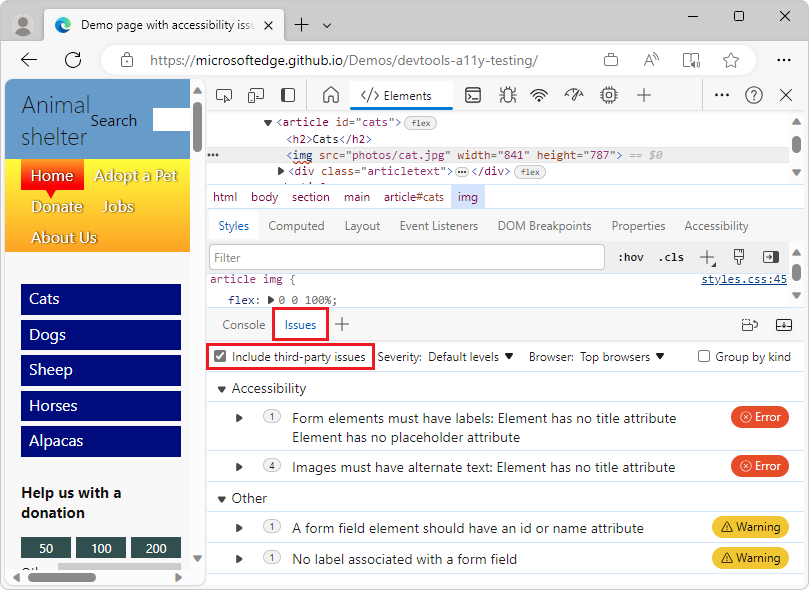 Demo page with accessibility issu
https://microsoftedge.github.io/Demos/devtools-a11y-testing/
Animal
shelter
Search
Home
Adopt a Pet
Donate
Jobs
About Us
Cats
Dogs
Sheep
Horses
Alpacas
Help us with a
donation
50
100
200
Elements
<article id="cats"> flex
<h2>Cats</h2>
<img src="photos/cat.jpg" width="841" height="787"> == $0
<div class="articletext"> ••• </div> flex
html body section main article#cats img
Styles Computed Layout Event Listeners DOM Breakpoints Properties Accessibility
Filter
:hov .cls
article img {
styles.css:45
flex: 0 0 100%;
Console Issues
Include third-party issues Severity: Default levels Browser: Top browsers Group by kind
Accessibility
1 Form elements must have labels: Element has no title attribute
Element has no placeholder attribute
Error
4 Images must have alternate text: Element has no title attribute
Error
Other
1 A form field element should have an id or name attribute
Warning
1 No label associated with a form field
Warning